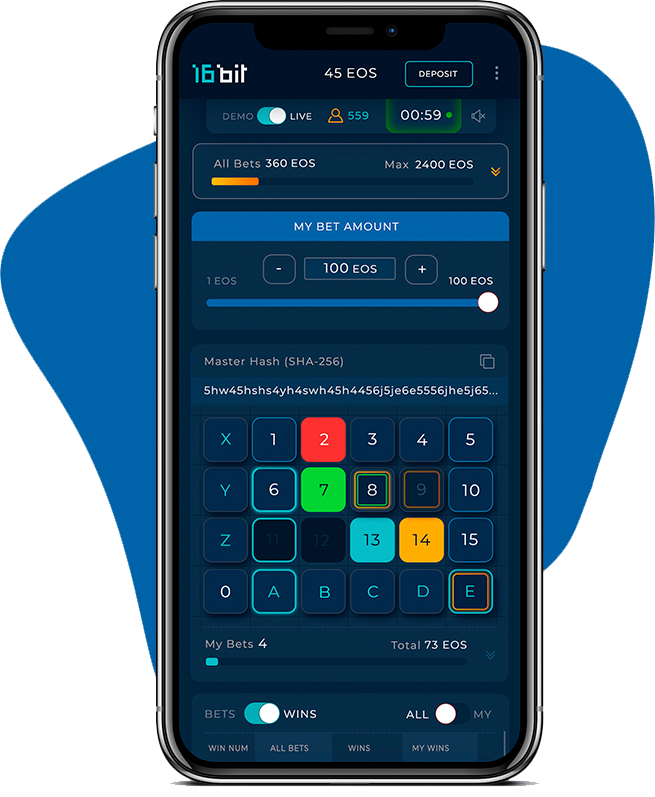 16bit 45 EOS DEPOSIT
DEMO LIVE 559 00:59
All Bets 360 EOS Max 2400 EOS
MY BET AMOUNT
- 100 EOS +
1 EOS 100 EOS
Master Hash (SHA-256)
5hw45hshs4yh4swh45h4456j5je6e5556jhe5j65...
X 1 2 3 4 5
Y 6 7 8 9 10
Z 11 12 13 14 15
0 A B C D E
My Bets 4 Total 73 EOS
BETS WINS ALL MY
WIN NUM ALL BETS WINS MY WINS